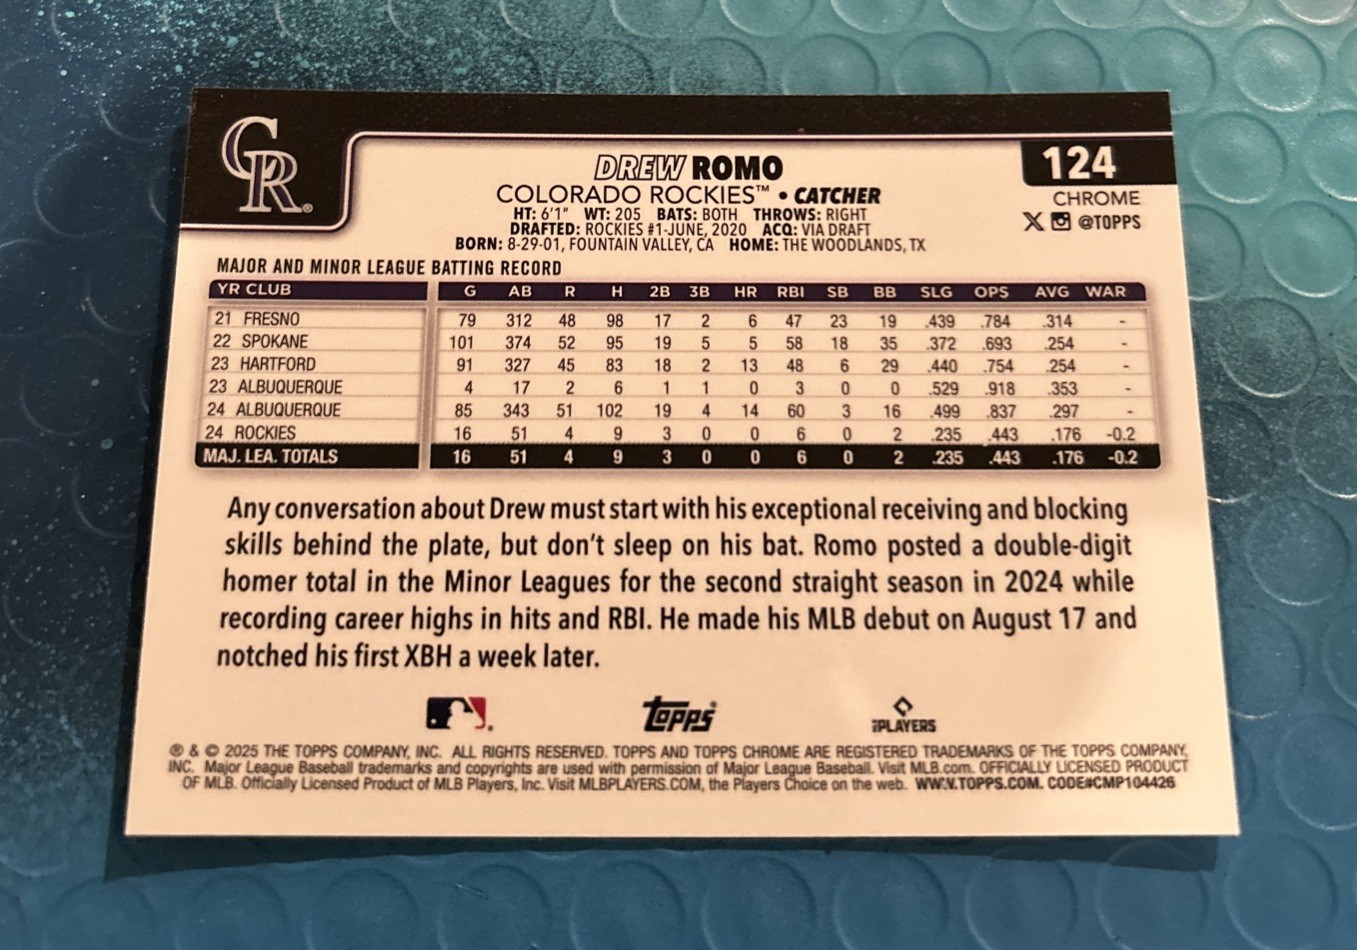 CR®
DREW ROMO
COLORADO ROCKIES™ • CATCHER
HT: 6'1" WT: 205 BATS: BOTH THROWS: RIGHT
DRAFTED: ROCKIES #1-JUNE, 2020 ACQ: VIA DRAFT
BORN: 8-29-01, FOUNTAIN VALLEY, CA HOME: THE WOODLANDS, TX
124
CHROME
X @TOPPS
MAJOR AND MINOR LEAGUE BATTING RECORD
YR CLUB G AB R H 2B 3B HR RBI SB BB SLG OPS AVG WAR
21 FRESNO 79 312 48 98 17 2 6 47 23 19 .439 .784 .314 -
22 SPOKANE 101 374 52 95 19 5 5 58 18 35 .372 .693 .254 -
23 HARTFORD 91 327 45 83 18 2 13 48 6 29 .440 .754 .254 -
23 ALBUQUERQUE 4 17 2 6 1 1 0 3 0 0 .529 .918 .353 -
24 ALBUQUERQUE 85 343 51 102 19 4 14 60 3 16 .499 .837 .297 -
24 ROCKIES 16 51 4 9 3 0 0 6 0 2 .235 .443 .176 -0.2
MAJ. LEA. TOTALS 16 51 4 9 3 0 0 6 0 2 .235 .443 .176 -0.2
Any conversation about Drew must start with his exceptional receiving and blocking
skills behind the plate, but don't sleep on his bat. Romo posted a double-digit
homer total in the Minor Leagues for the second straight season in 2024 while
recording career highs in hits and RBI. He made his MLB debut on August 17 and
notched his first XBH a week later.
topps® PLAYERS
® & © 2025 THE TOPPS COMPANY, INC. ALL RIGHTS RESERVED. TOPPS AND TOPPS CHROME ARE REGISTERED TRADEMARKS OF THE TOPPS COMPANY,
INC. Major League Baseball trademarks and copyrights are used with permission of Major League Baseball. Visit MLB.com. OFFICIALLY LICENSED PRODUCT
OF MLB. Officially Licensed Product of MLB Players, Inc. Visit MLBPLAYERS.COM, the Players Choice on the web. WWW.TOPPS.COM. CODE#CMP104426